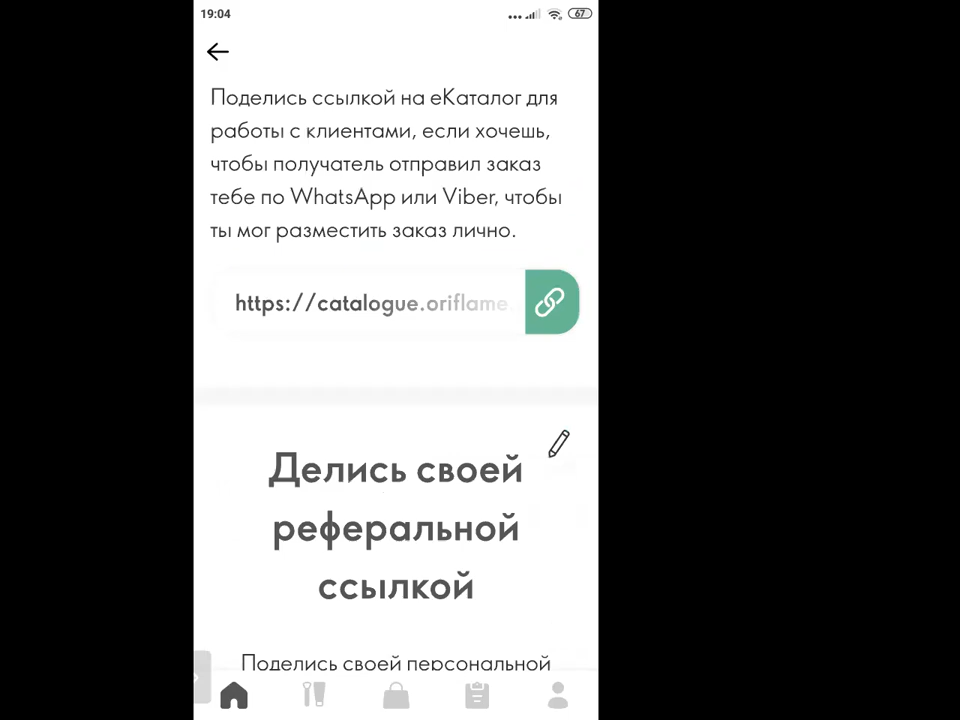 19:04
67
Поделись ссылкой на еКаталог для
работы с клиентами, если хочешь,
чтобы получатель отправил заказ
тебе по WhatsApp или Viber, чтобы
ты мог разместить заказ лично.
https://catalogue.oriflame.
Делись своей
реферальной
ссылкой
Поделись своей персональной